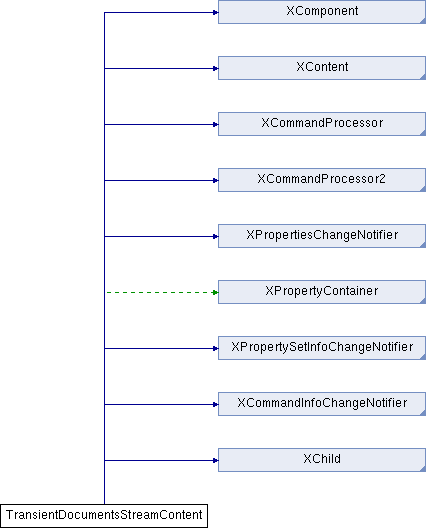 XComponent
XContent
XCommandProcessor
XCommandProcessor2
XPropertiesChangeNotifier
XPropertyContainer
XPropertySetInfoChangeNotifier
XCommandInfoChangeNotifier
XChild
TransientDocumentsStreamContent